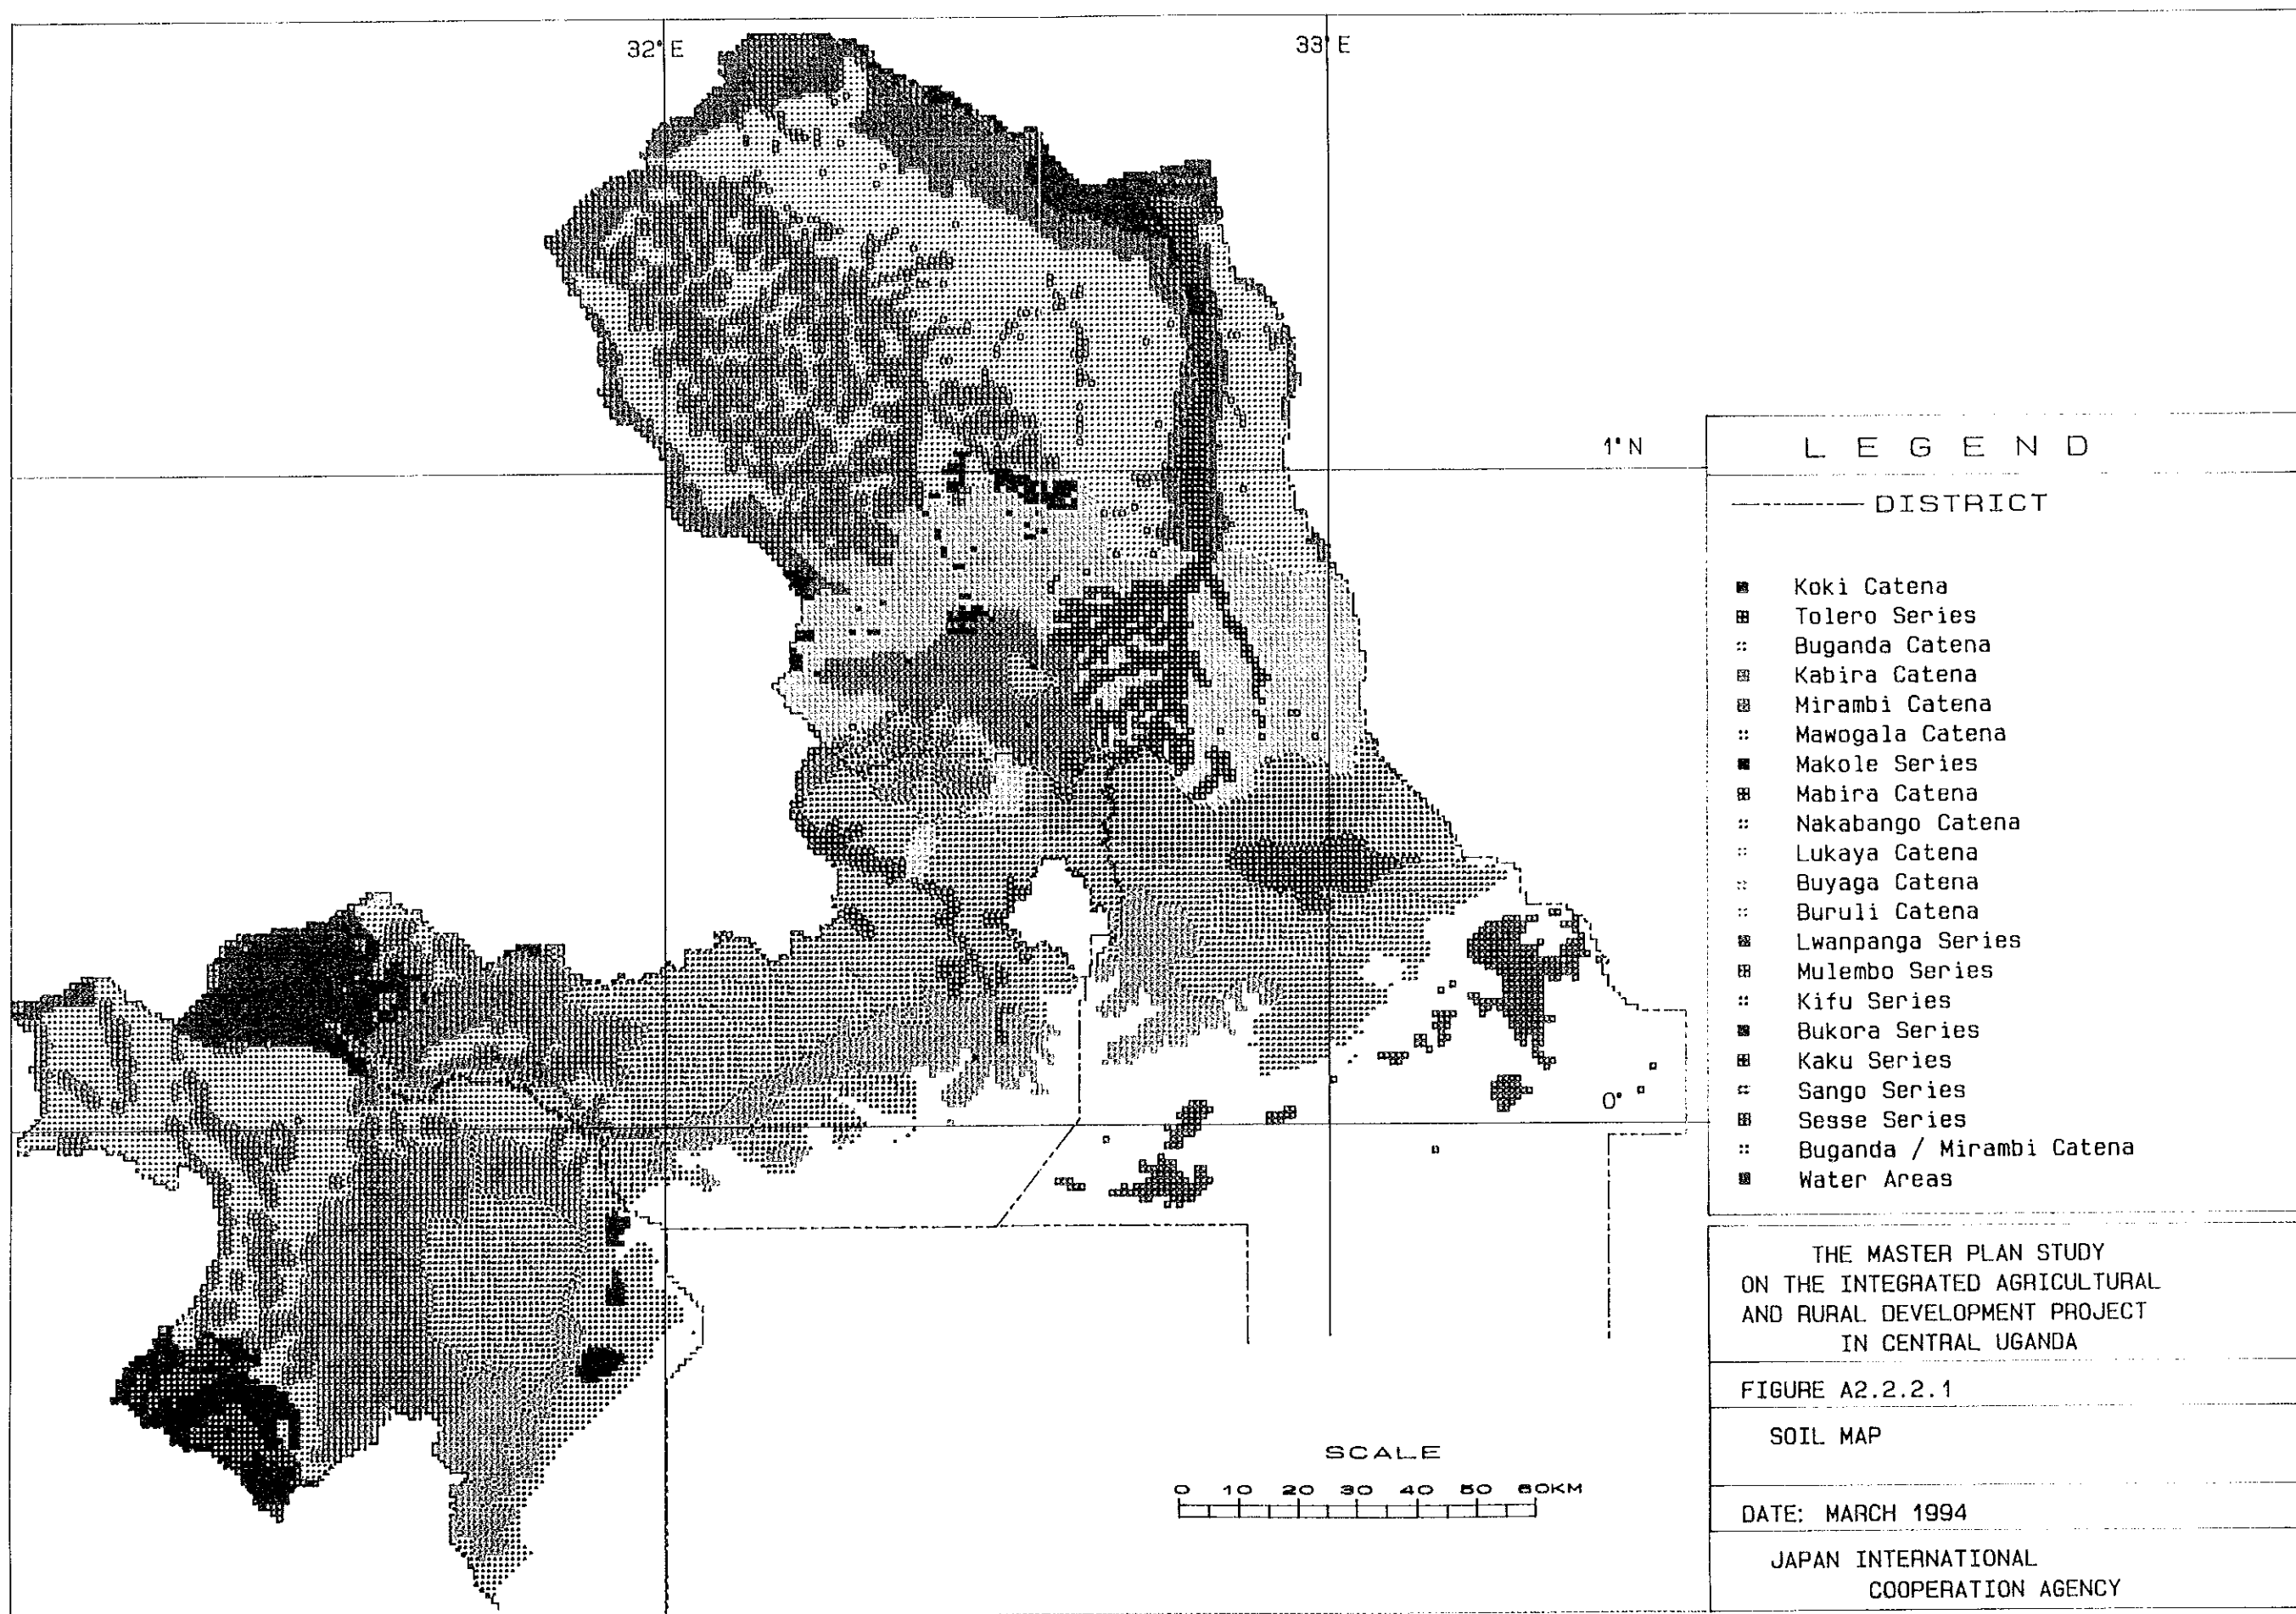 32° E
33° E
1° N
0°
L E G E N D
DISTRICT
Koki Catena
Tolero Series
Buganda Catena
Kabira Catena
Mirambi Catena
Mawogala Catena
Makole Series
Mabira Catena
Nakabango Catena
Lukaya Catena
Buyaga Catena
Buruli Catena
Lwanpanga Series
Mulembo Series
Kifu Series
Bukora Series
Kaku Series
Sango Series
Sesse Series
Buganda / Mirambi Catena
Water Areas
SCALE
0 10 20 30 40 50 60KM
THE MASTER PLAN STUDY
ON THE INTEGRATED AGRICULTURAL
AND RURAL DEVELOPMENT PROJECT
IN CENTRAL UGANDA
FIGURE A2.2.2.1
SOIL MAP
DATE: MARCH 1994
JAPAN INTERNATIONAL
COOPERATION AGENCY